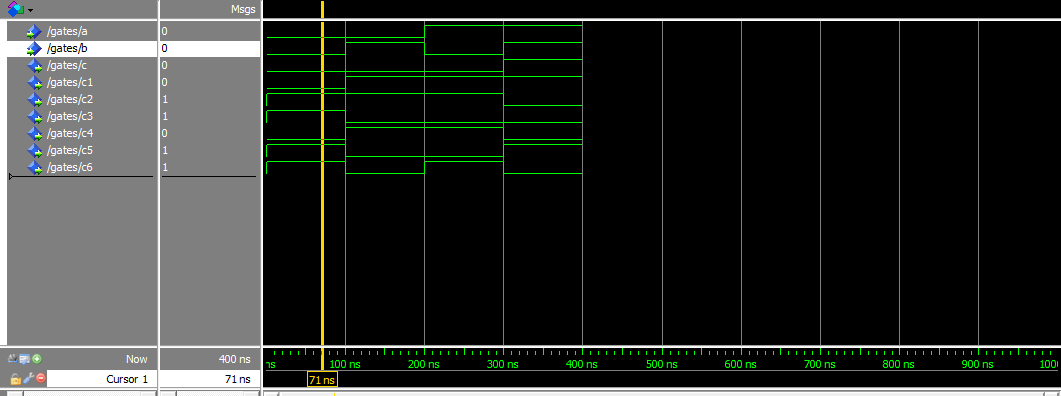 Msgs
/gates/a 0
/gates/b 0
/gates/c 0
/gates/c1 0
/gates/c2 1
/gates/c3 1
/gates/c4 0
/gates/c5 1
/gates/c6 1
Now 400 ns ns 100 ns 200 ns 300 ns 400 ns 500 ns 600 ns 700 ns 800 ns 900 ns 1000
Cursor 1 71 ns 71 ns